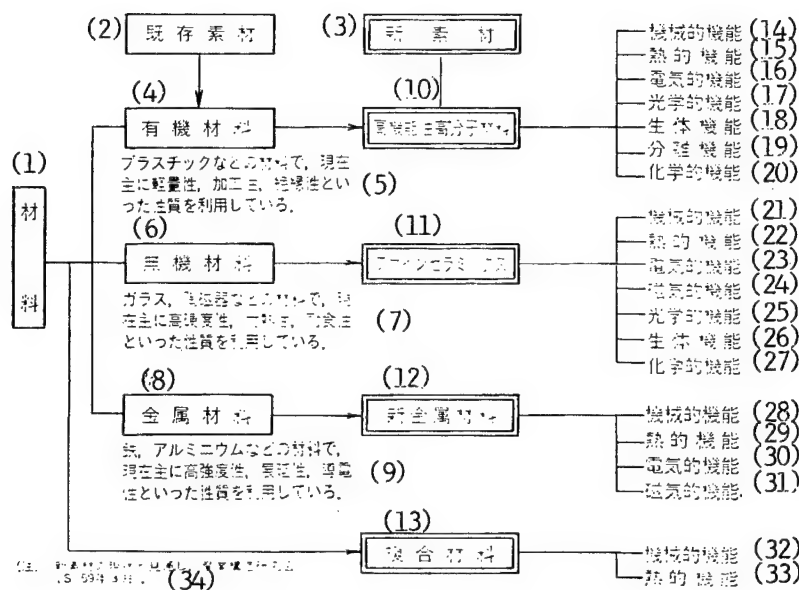 (2) 既存素材
(3) 新素材
(4)
有機材料
プラスチックなどの材料で，現在
主に軽量性，加工性，絶縁性とい
った性質を利用している． (5)
(10)
高機能性高分子材料
機械的機能 (14)
熱的機能 (15)
電気的機能 (16)
光学的機能 (17)
生体機能 (18)
分離機能 (19)
化学的機能 (20)
(1)
材料
(6)
無機材料
ガラス，陶磁器などの材料で，現
在主に高硬度性，耐熱性，耐食性
といった性質を利用している． (7)
(11)
ファインセラミックス
機械的機能 (21)
熱的機能 (22)
電気的機能 (23)
磁気的機能 (24)
光学的機能 (25)
生体機能 (26)
化学的機能 (27)
(8)
金属材料
鉄，アルミニウムなどの材料で，
現在主に高強度性，展延性，導電
性といった性質を利用している． (9)
(12)
新金属材料
機械的機能 (28)
熱的機能 (29)
電気的機能 (30)
磁気的機能 (31)
(13)
複合材料
機械的機能 (32)
熱的機能 (33)
(34)